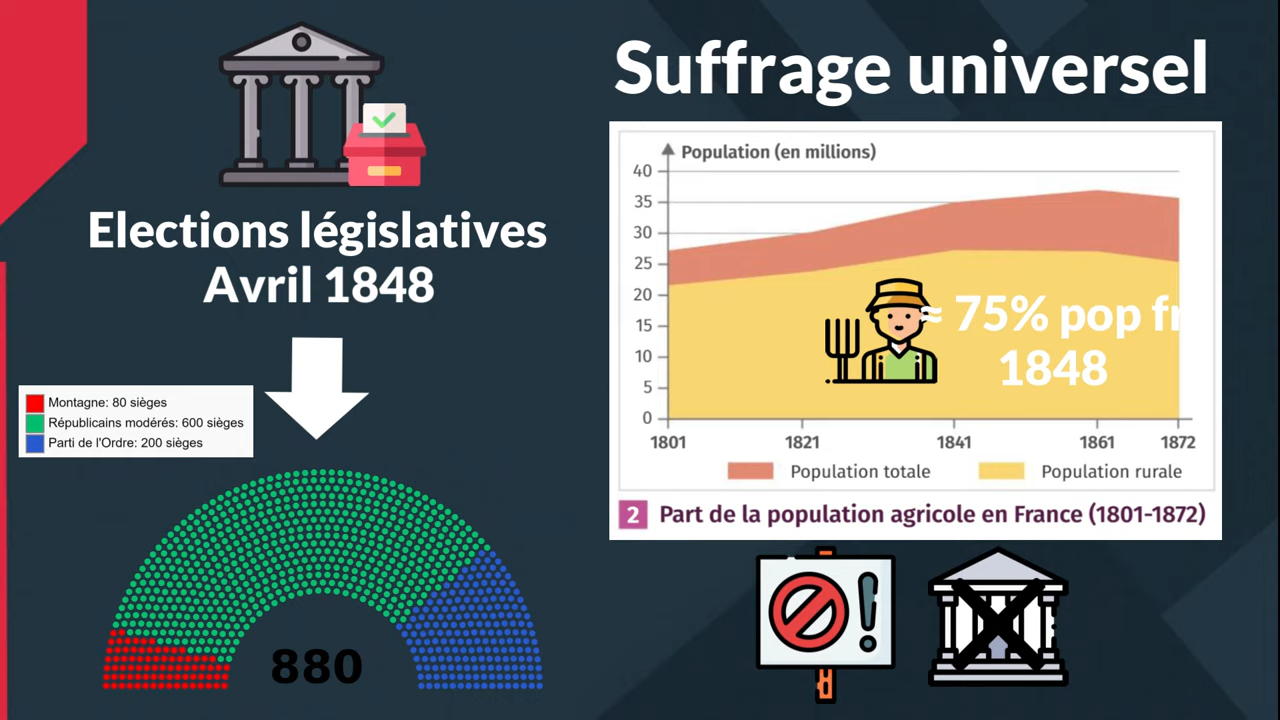 Suffrage universel
Elections législatives
Avril 1848
Montagne: 80 sièges
Républicains modérés: 600 sièges
Parti de l'Ordre: 200 sièges
880
Population (en millions)
40
35
30
25
20
15
10
5
0
≈ 75% pop fr
1848
1801 1821 1841 1861 1872
Population totale Population rurale
2 Part de la population agricole en France (1801-1872)
!